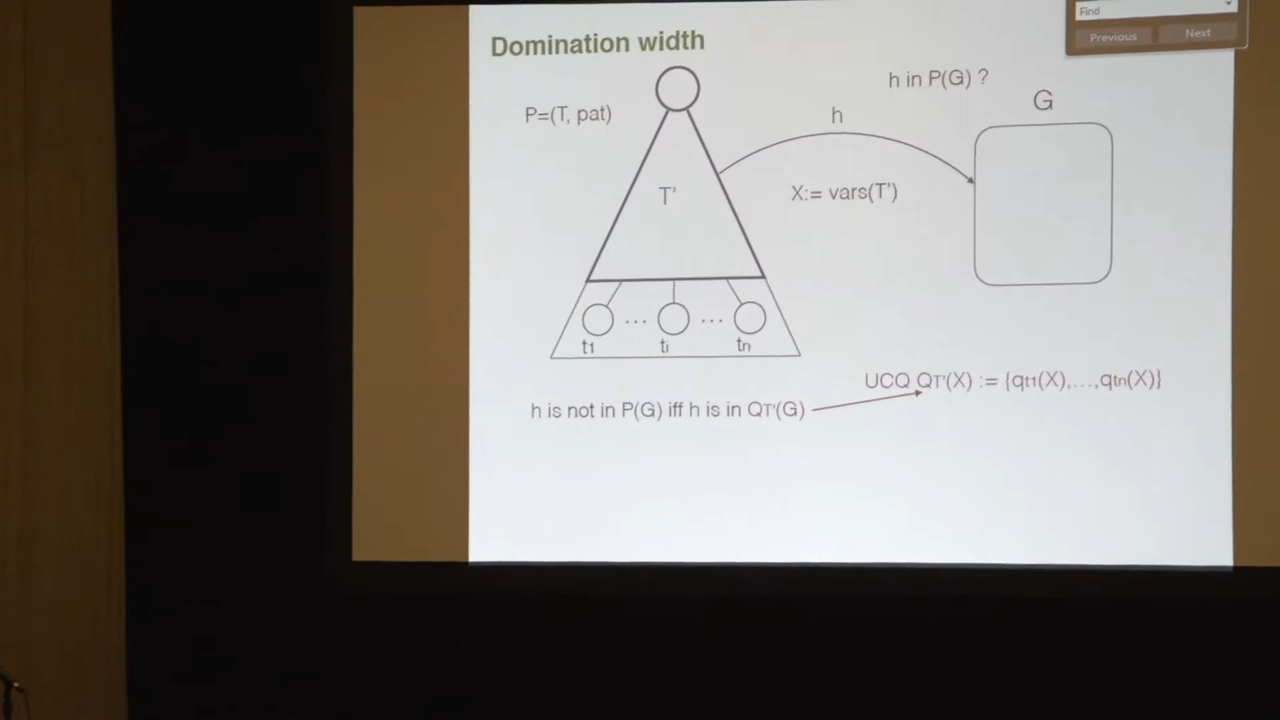 Find
Previous Next
Domination width
h in P(G) ?
P=(T, pat)
h
G
T'
X:= vars(T')
... ...
t1 ti tn
UCQ QT'(X) := {qt1(X),...,qtn(X)}
h is not in P(G) iff h is in QT'(G)